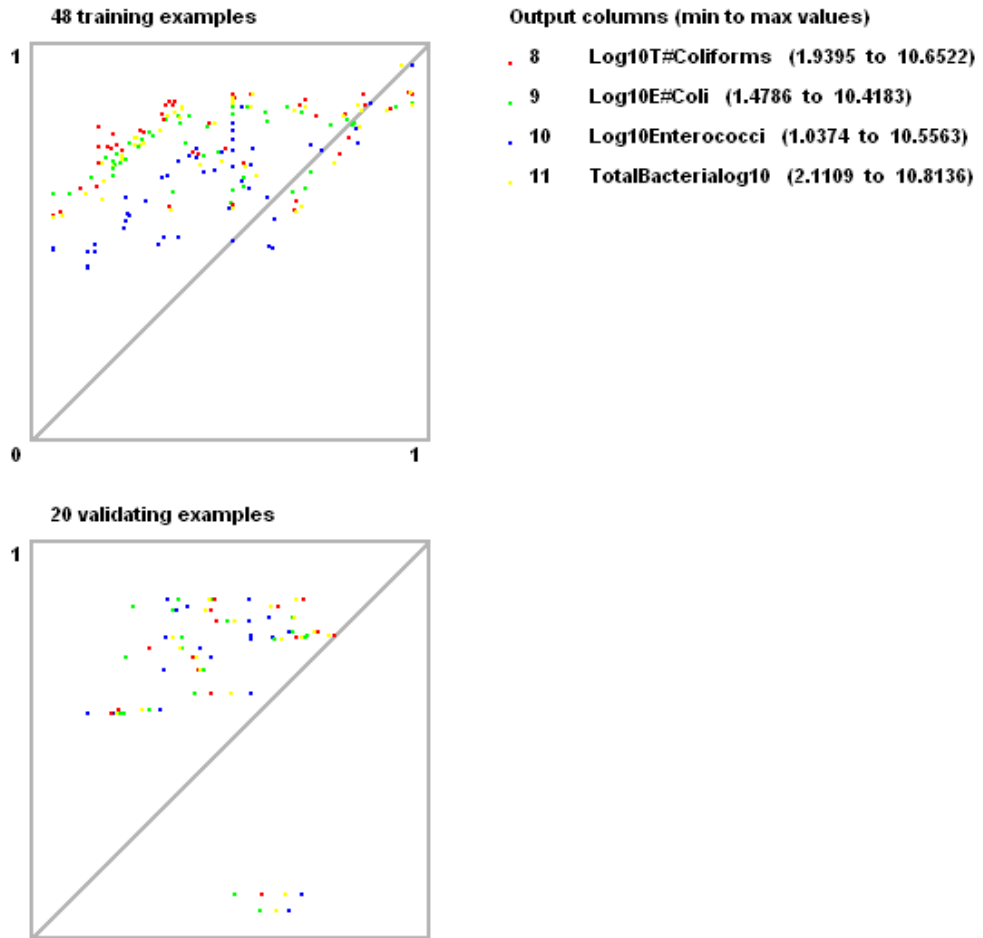 48 training examples
1
0
1
Output columns (min to max values)
8 Log10T#Coliforms (1.9395 to 10.6522)
9 Log10E#Coli (1.4786 to 10.4183)
10 Log10Enterococci (1.0374 to 10.5563)
11 TotalBacterialog10 (2.1109 to 10.8136)
20 validating examples
1